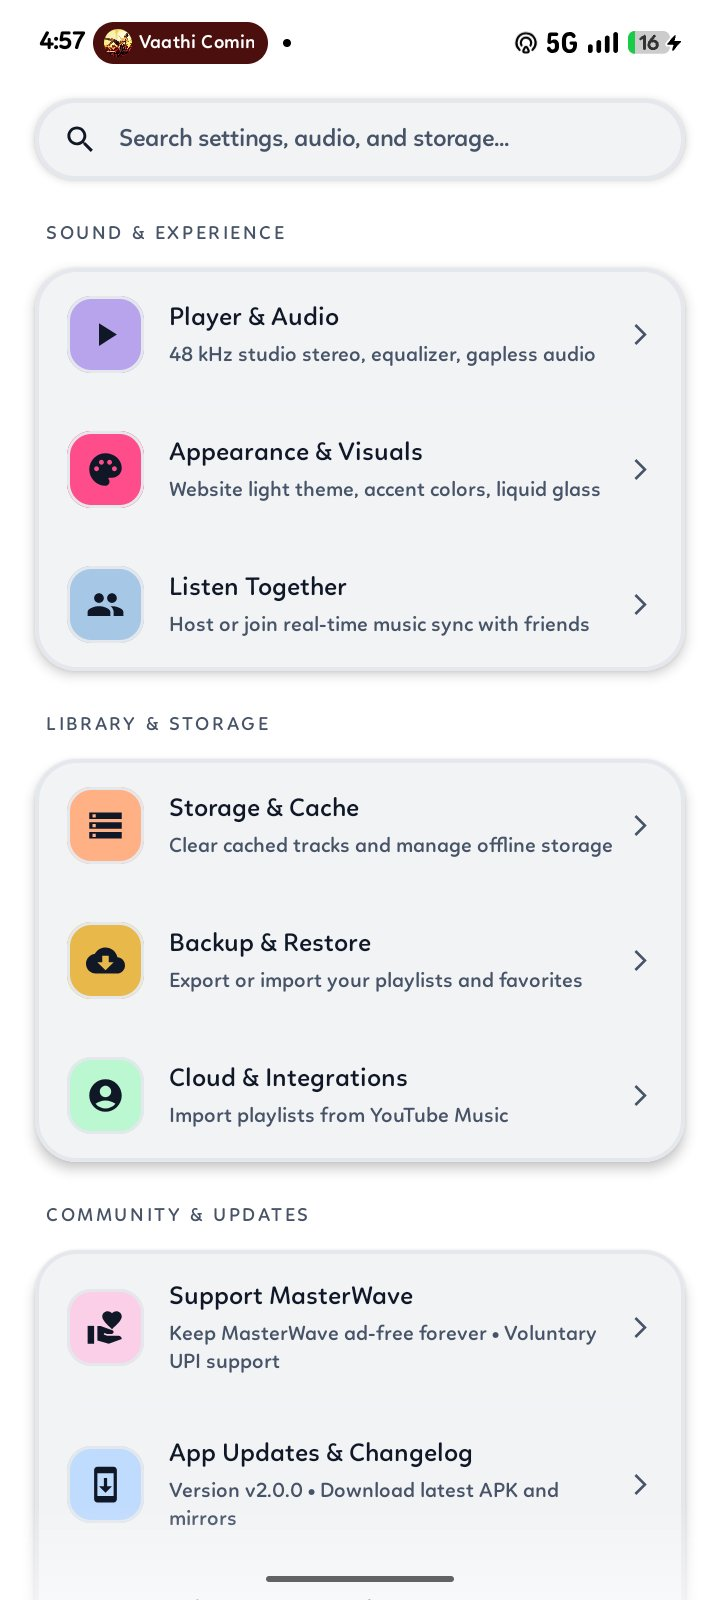 4:57 Vaathi Comin 5G 16
Search settings, audio, and storage...
SOUND & EXPERIENCE
Player & Audio
48 kHz studio stereo, equalizer, gapless audio
Appearance & Visuals
Website light theme, accent colors, liquid glass
Listen Together
Host or join real-time music sync with friends
LIBRARY & STORAGE
Storage & Cache
Clear cached tracks and manage offline storage
Backup & Restore
Export or import your playlists and favorites
Cloud & Integrations
Import playlists from YouTube Music
COMMUNITY & UPDATES
Support MasterWave
Keep MasterWave ad-free forever • Voluntary
UPI support
App Updates & Changelog
Version v2.0.0 • Download latest APK and
mirrors